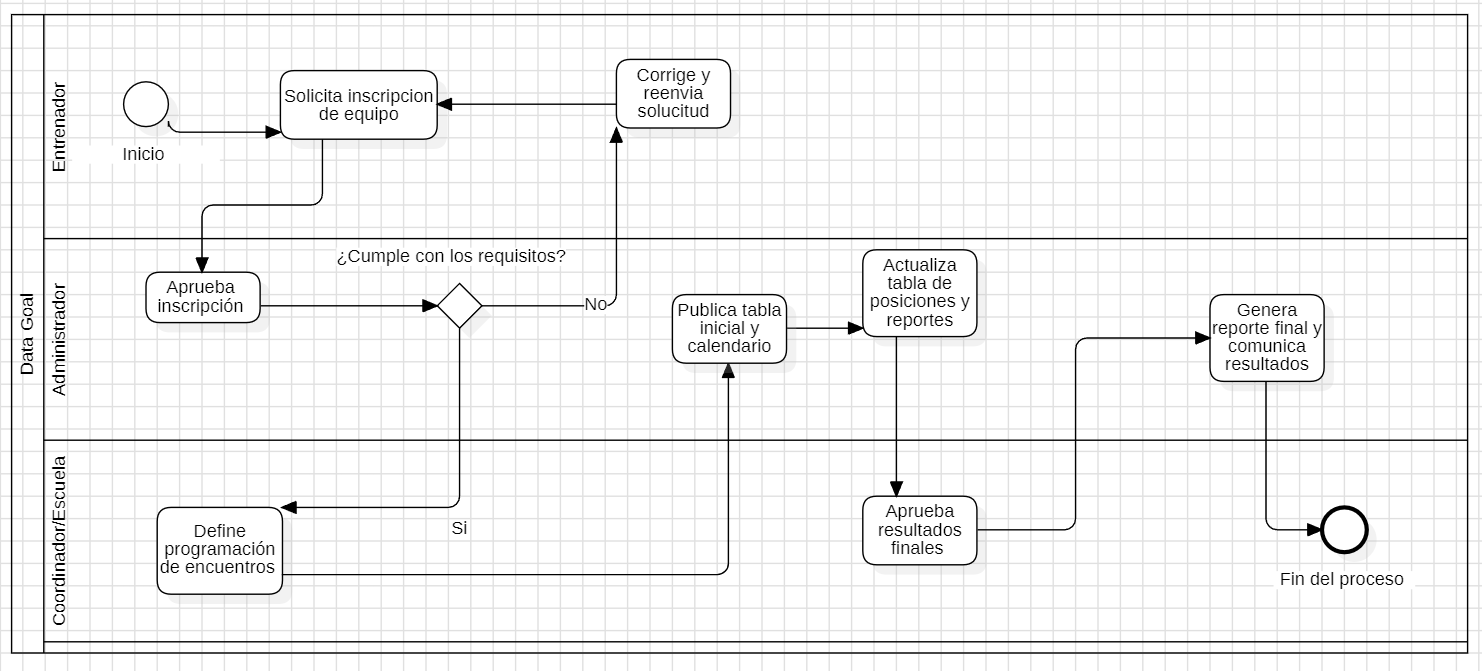 Data Goal
Entrenador
Inicio
Solicita inscripcion
de equipo
Corrige y
reenvia
solucitud
Administrador
Aprueba
inscripción
¿Cumple con los requisitos?
No
Si
Publica tabla
inicial y
calendario
Actualiza
tabla de
posiciones y
reportes
Genera
reporte final y
comunica
resultados
Coordinador/Escuela
Define
programación
de encuentros
Aprueba
resultados
finales
Fin del proceso